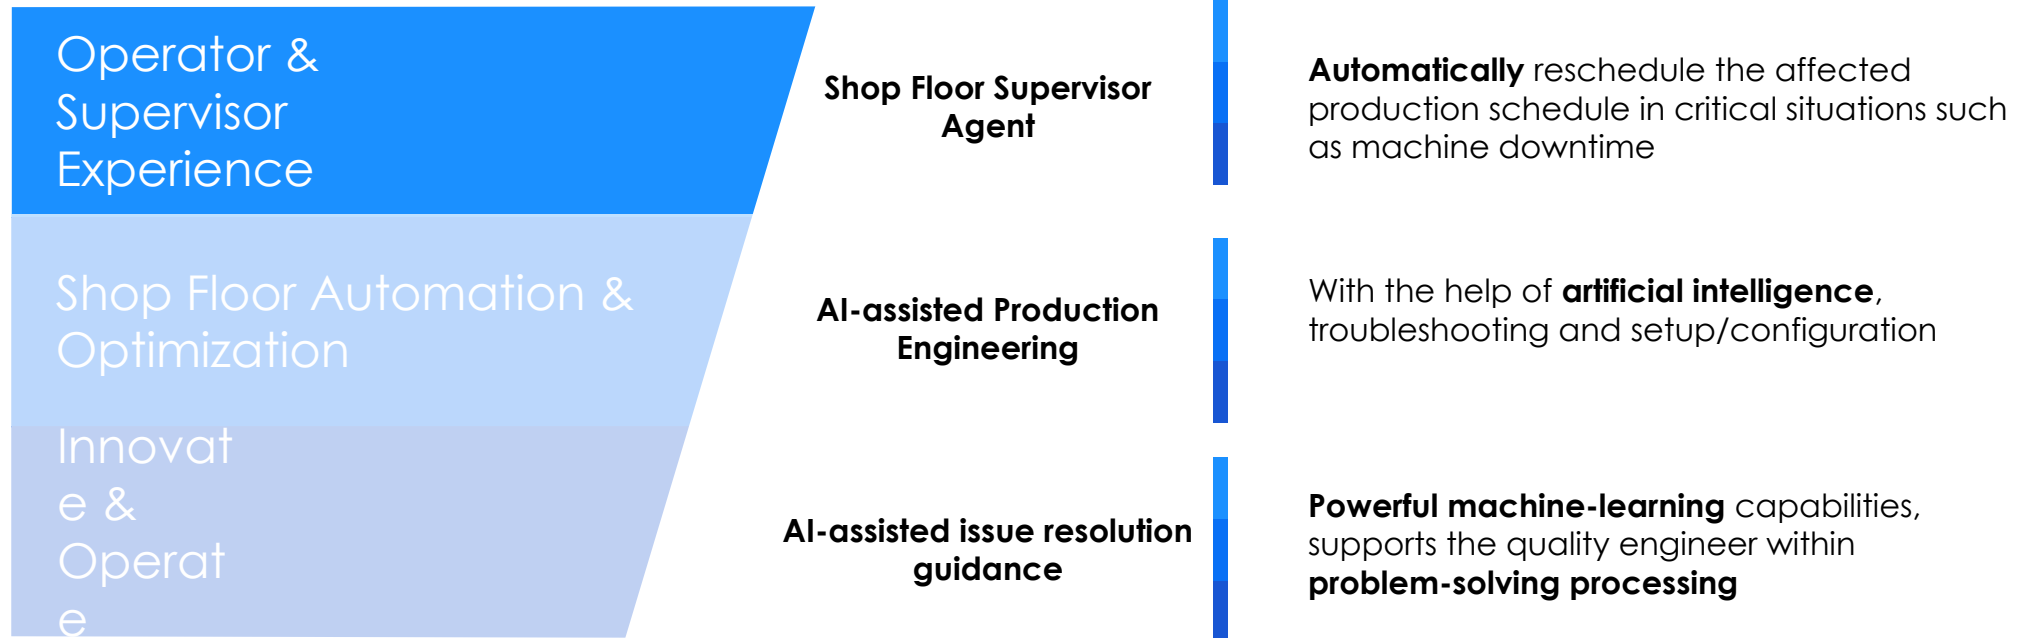 Operator &
Supervisor
Experience
Shop Floor Supervisor
Agent
Automatically reschedule the affected
production schedule in critical situations such
as machine downtime
Shop Floor Automation &
Optimization
AI-assisted Production
Engineering
With the help of artificial intelligence,
troubleshooting and setup/configuration
Innovat
e &
Operat
e
AI-assisted issue resolution
guidance
Powerful machine-learning capabilities,
supports the quality engineer within
problem-solving processing